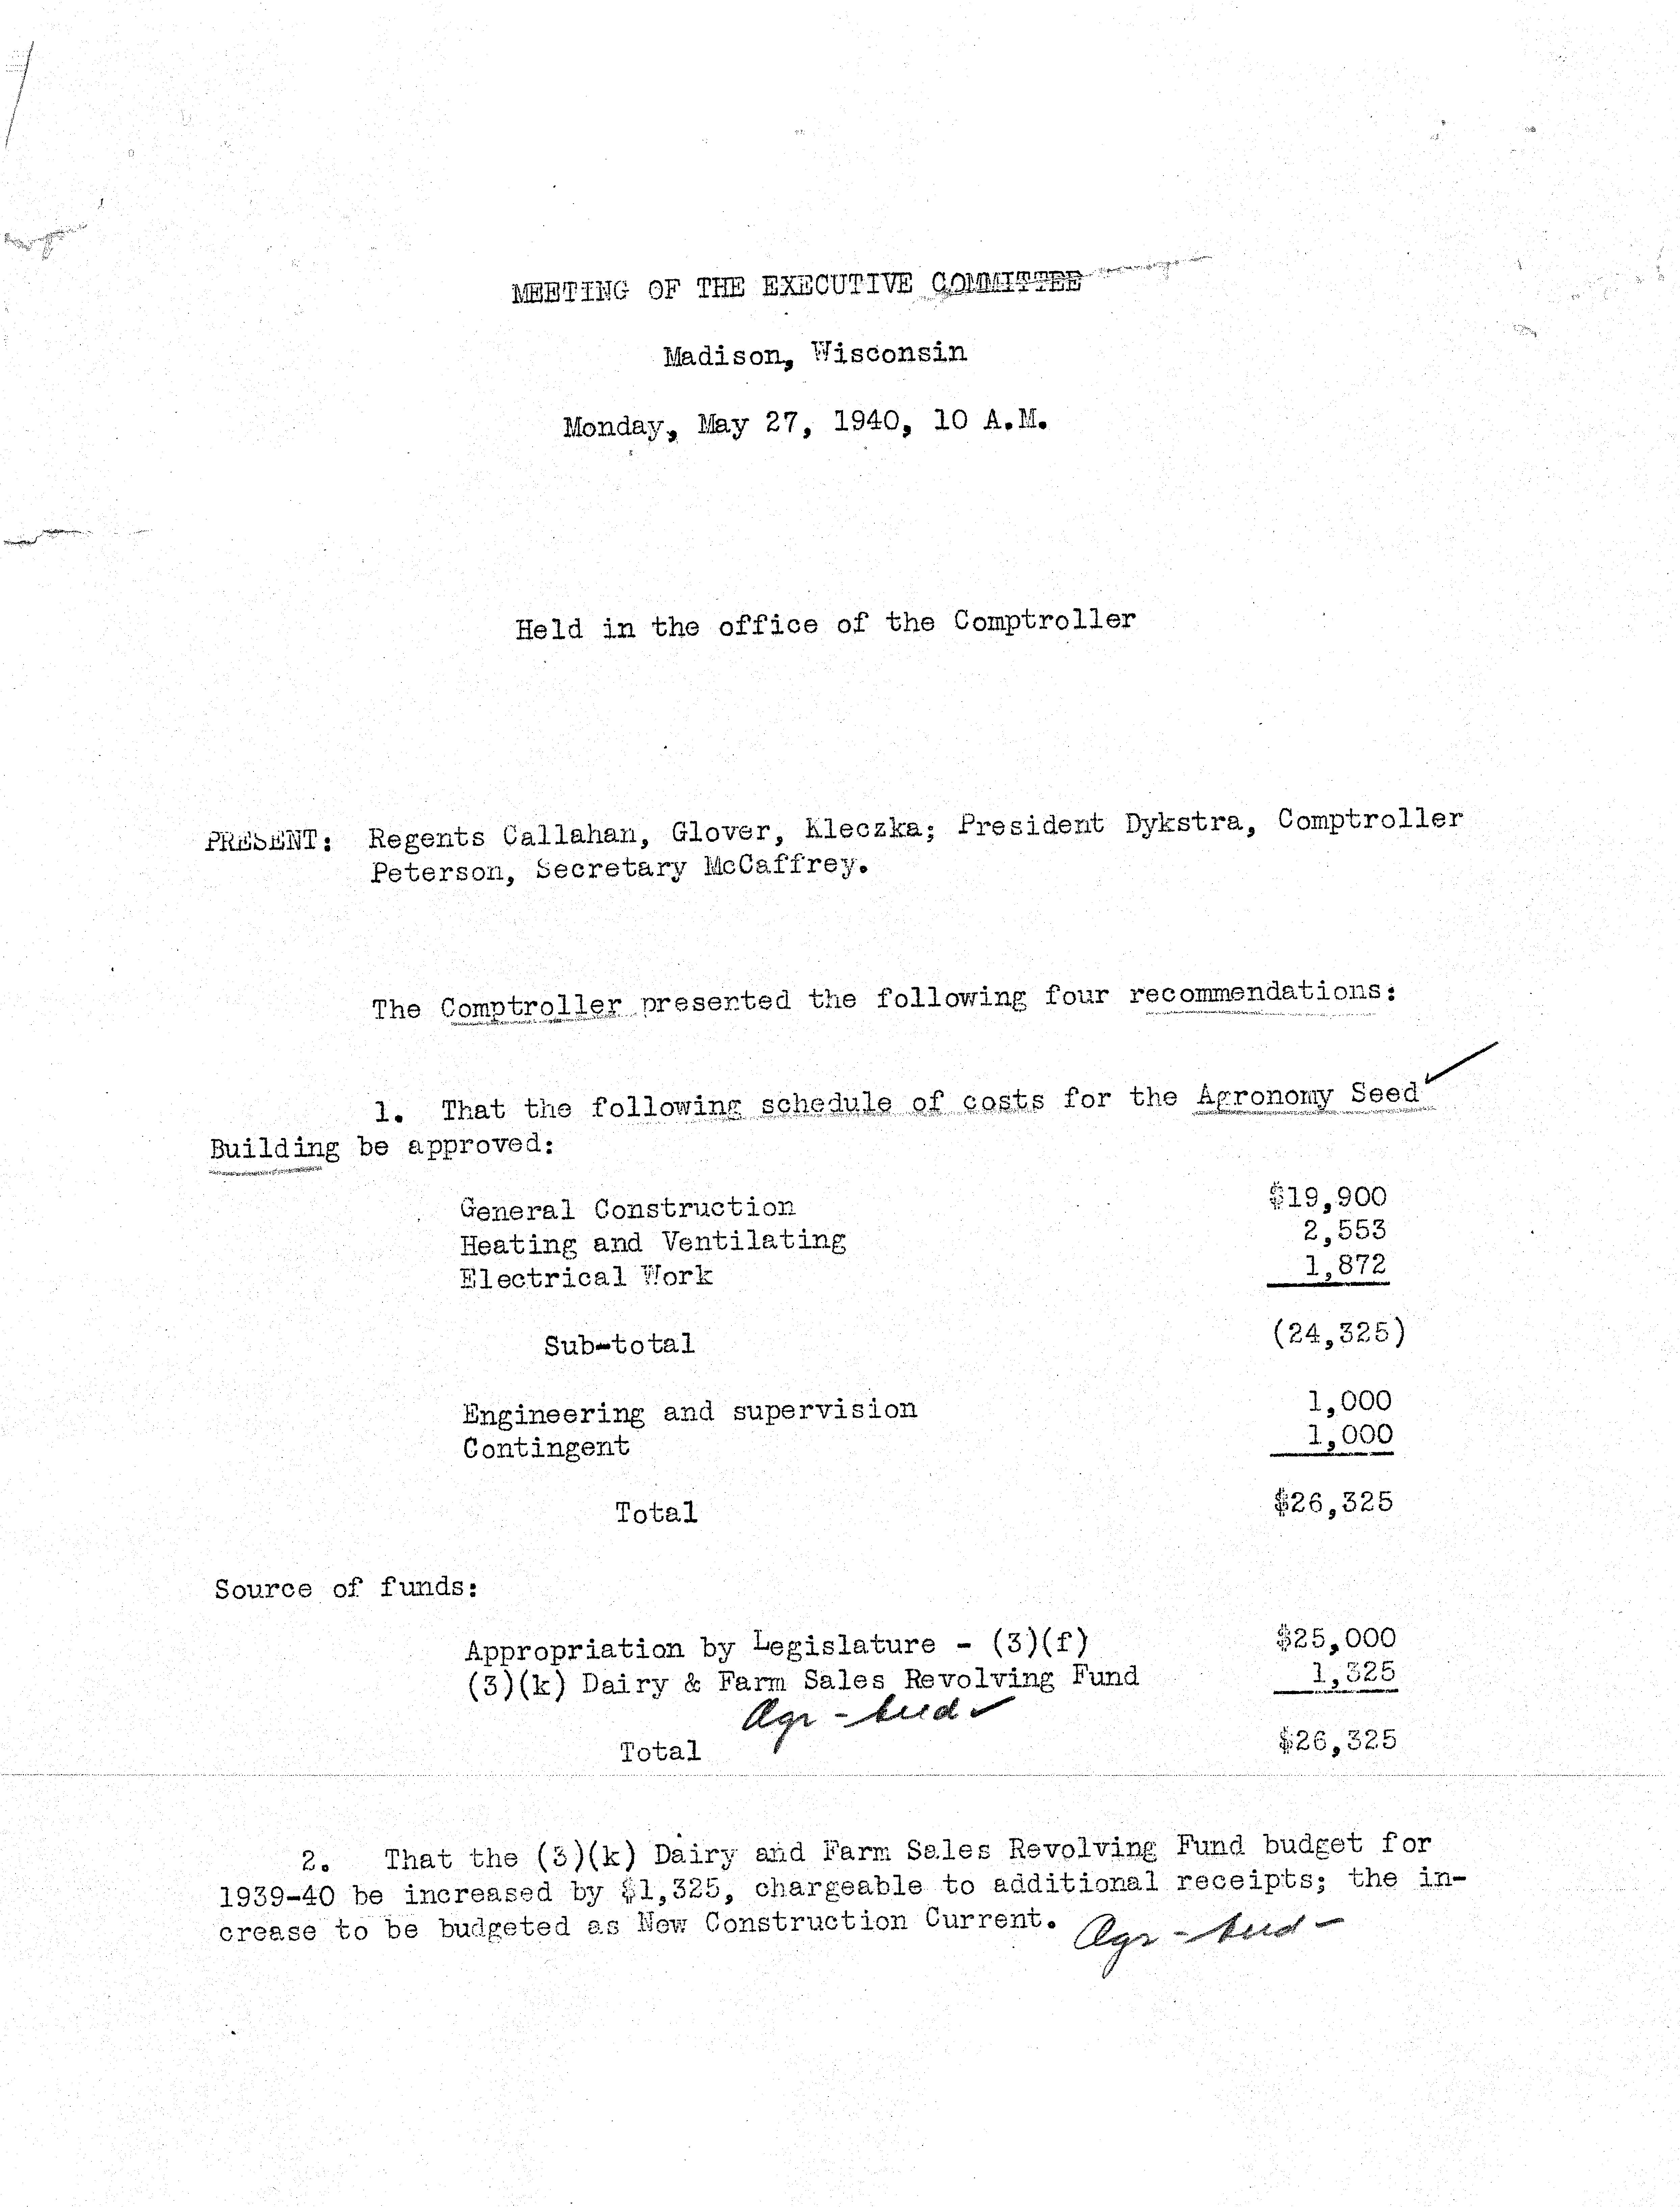 MEETING OF THE EXECUTIVE COMMITTEE
Madison, Wisconsin
Monday, May 27, 1940, 10 A.M.
Held in the office of the Comptroller
PRESENT: Regents Callahan, Glover, Kleczka; President Dykstra, Comptroller
Peterson, Secretary McCaffrey.
The Comptroller presented the following four recommendations:
1. That the following schedule of costs for the Agronomy Seed
Building be approved:
General Construction $19,900
Heating and Ventilating 2,553
Electrical Work 1,872
Sub-total (24,325)
Engineering and supervision 1,000
Contingent 1,000
Total $26,325
Source of funds:
Appropriation by Legislature - (3)(f) $25,000
(3)(k) Dairy & Farm Sales Revolving Fund 1,325
Agr -
Total $26,325
2. That the (3)(k) Dairy and Farm Sales Revolving Fund budget for
1939-40 be increased by $1,325, chargeable to additional receipts; the in-
crease to be budgeted as New Construction Current. Agr -